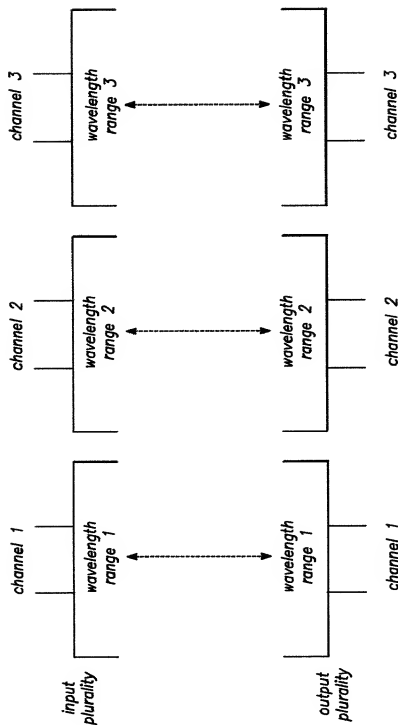 input
plurality
channel 1
wavelength
range 1
channel 2
wavelength
range 2
channel 3
wavelength
range 3
output
plurality
wavelength
range 1
channel 1
wavelength
range 2
channel 2
wavelength
range 3
channel 3